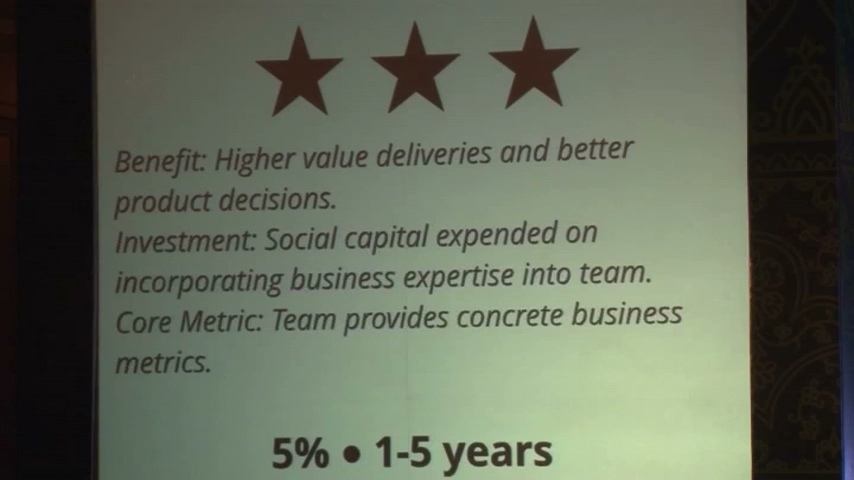 Benefit: Higher value deliveries and better
product decisions.
Investment: Social capital expended on
incorporating business expertise into team.
Core Metric: Team provides concrete business
metrics.
5% • 1-5 years